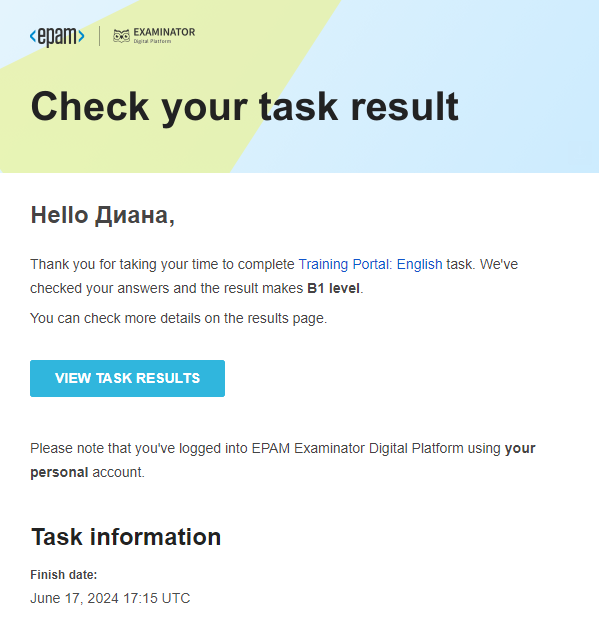 <epam> | EXAMINATOR
Digital Platform
Check your task result
Hello Диана,
Thank you for taking your time to complete Training Portal: English task. We've
checked your answers and the result makes B1 level.
You can check more details on the results page.
VIEW TASK RESULTS
Please note that you've logged into EPAM Examinator Digital Platform using your
personal account.
Task information
Finish date:
June 17, 2024 17:15 UTC